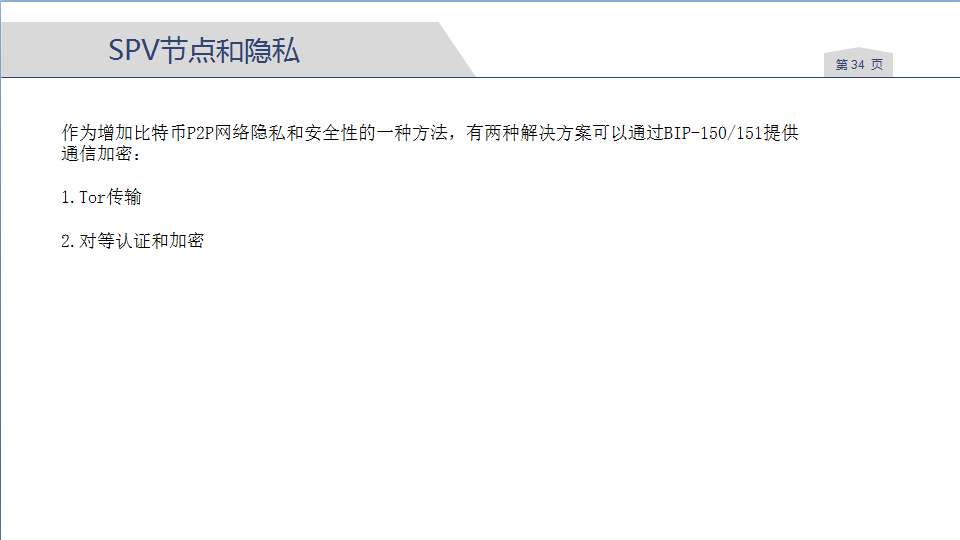 SPV节点和隐私
第 34 页
作为增加比特币P2P网络隐私和安全性的一种方法，有两种解决方案可以通过BIP-150/151提供
通信加密：
1.Tor传输
2.对等认证和加密